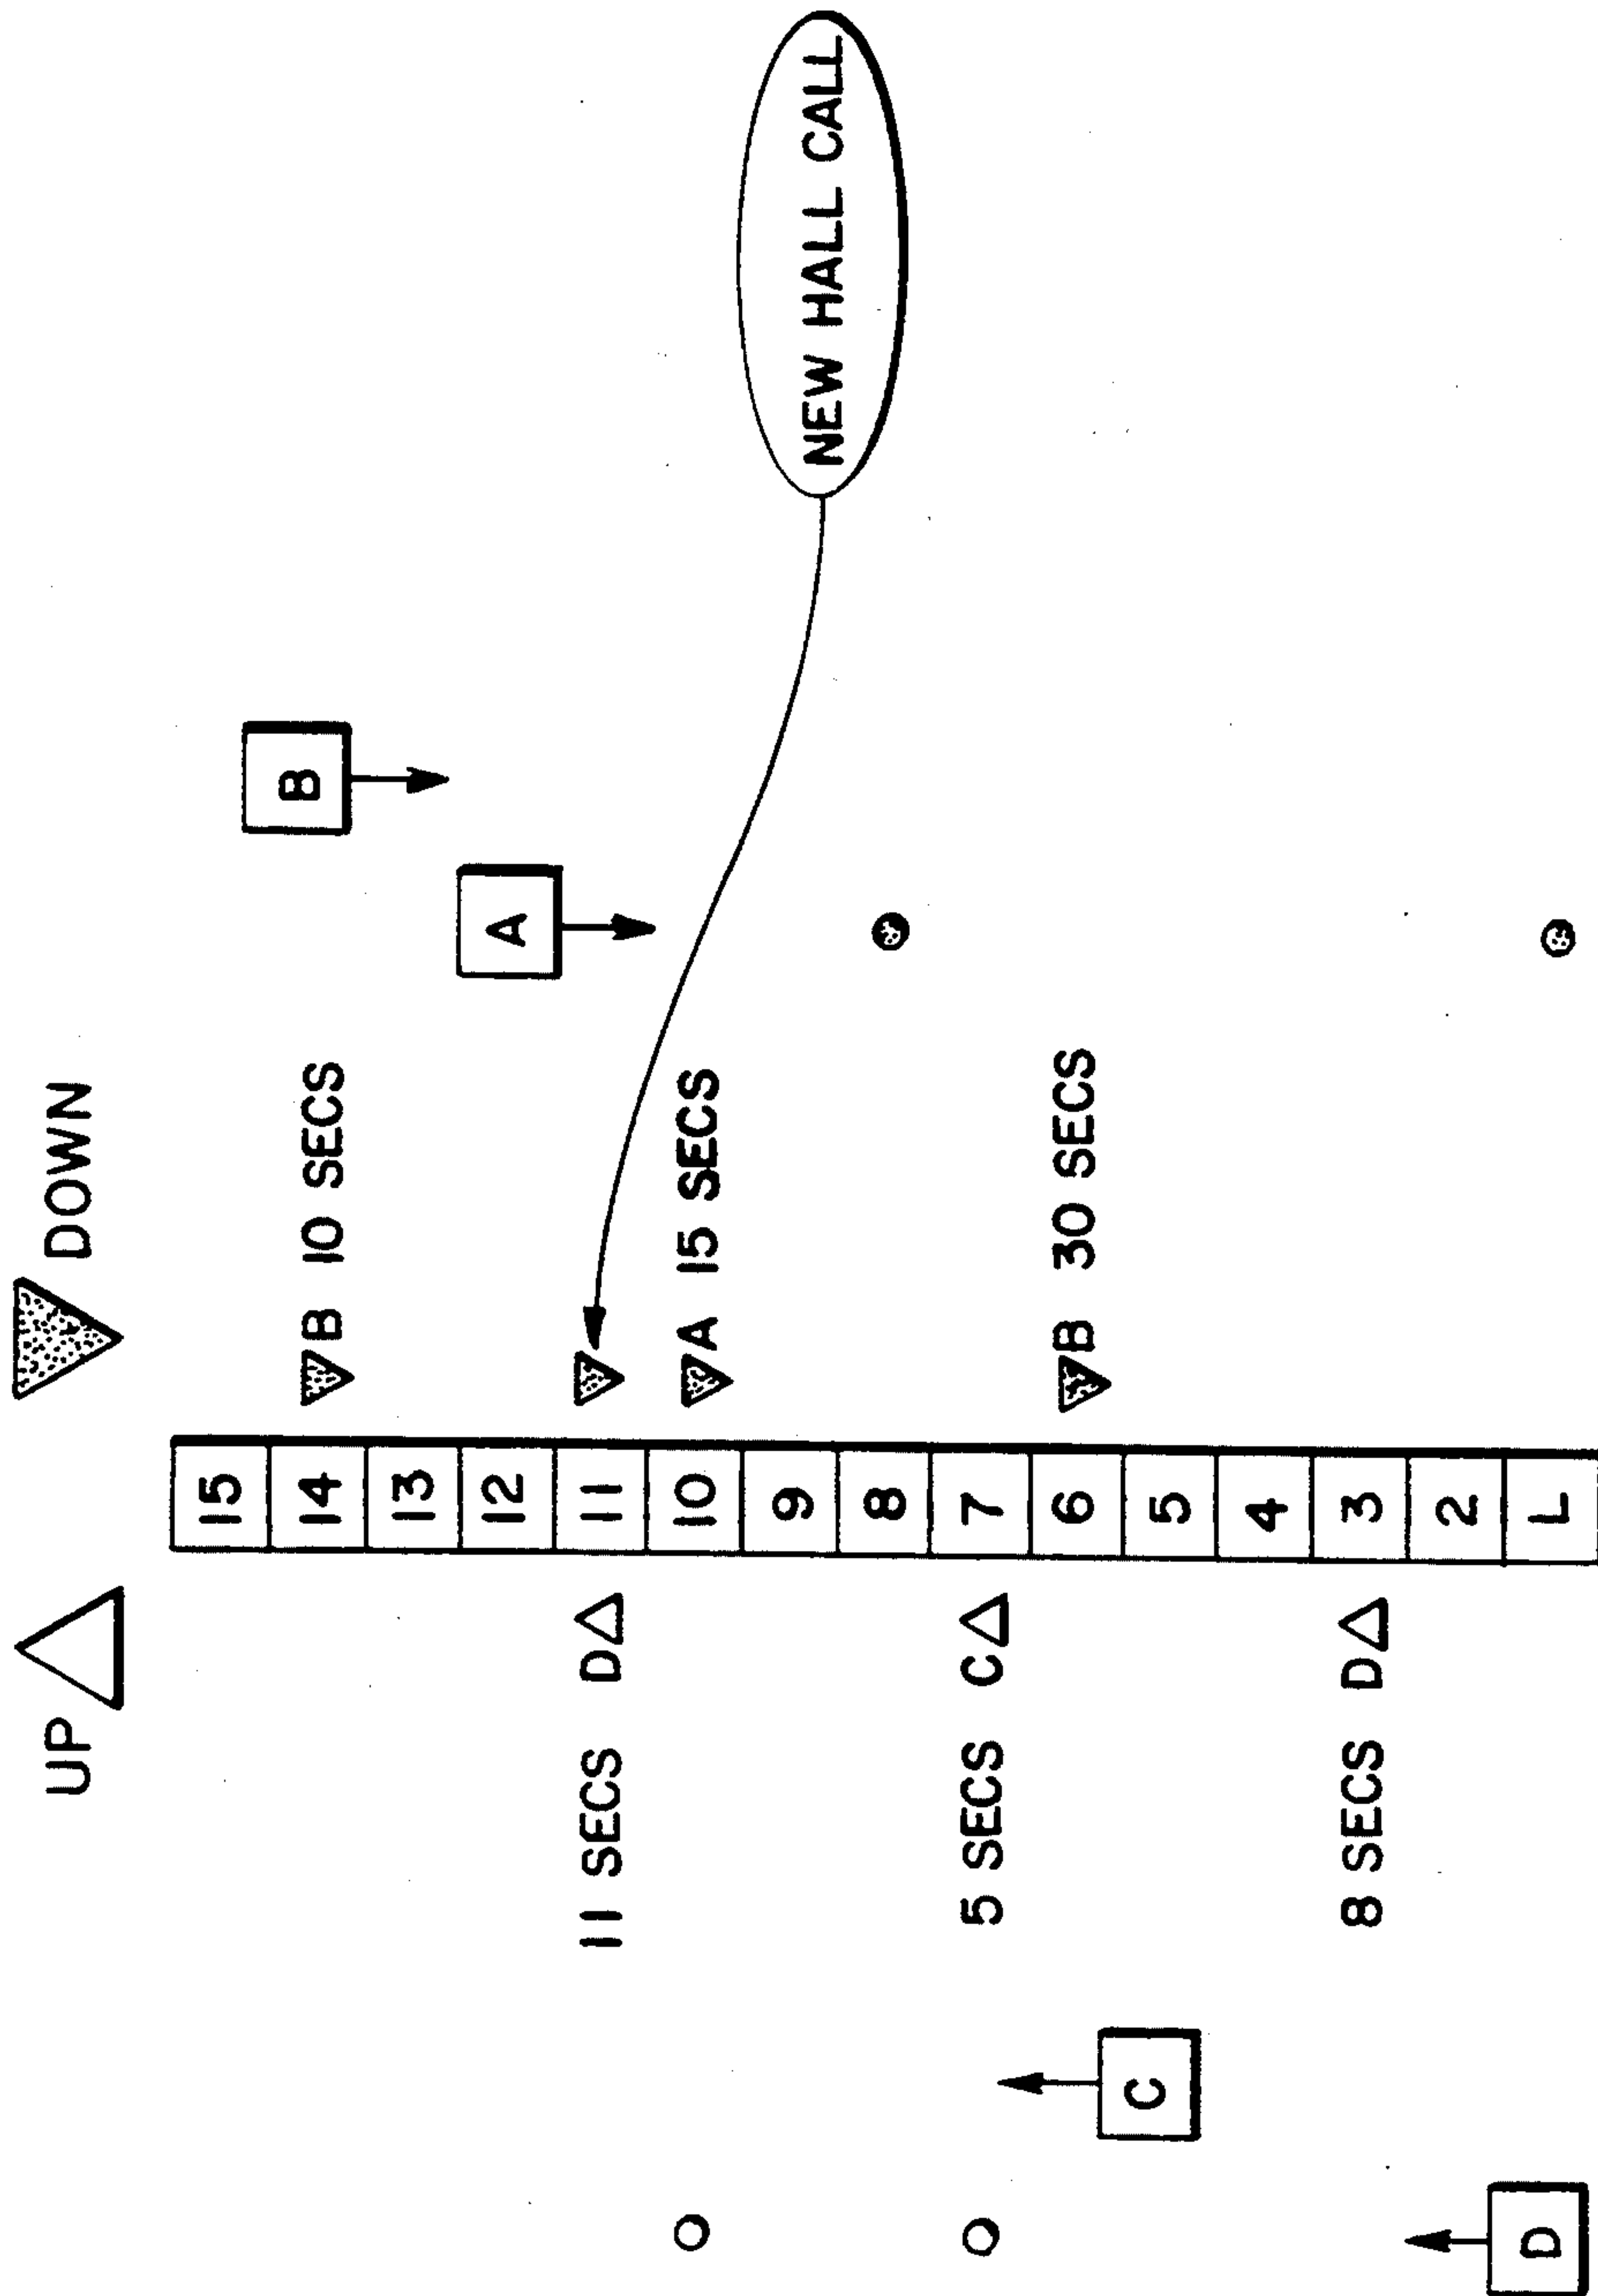 UP DOWN
15
14 B 10 SECS
B
13
12
A
11 SECS D 11
10 A 15 SECS
9
8
NEW HALL CALL
5 SECS C 7
6 B 30 SECS
C
5
4
8 SECS D 3
2
D
L